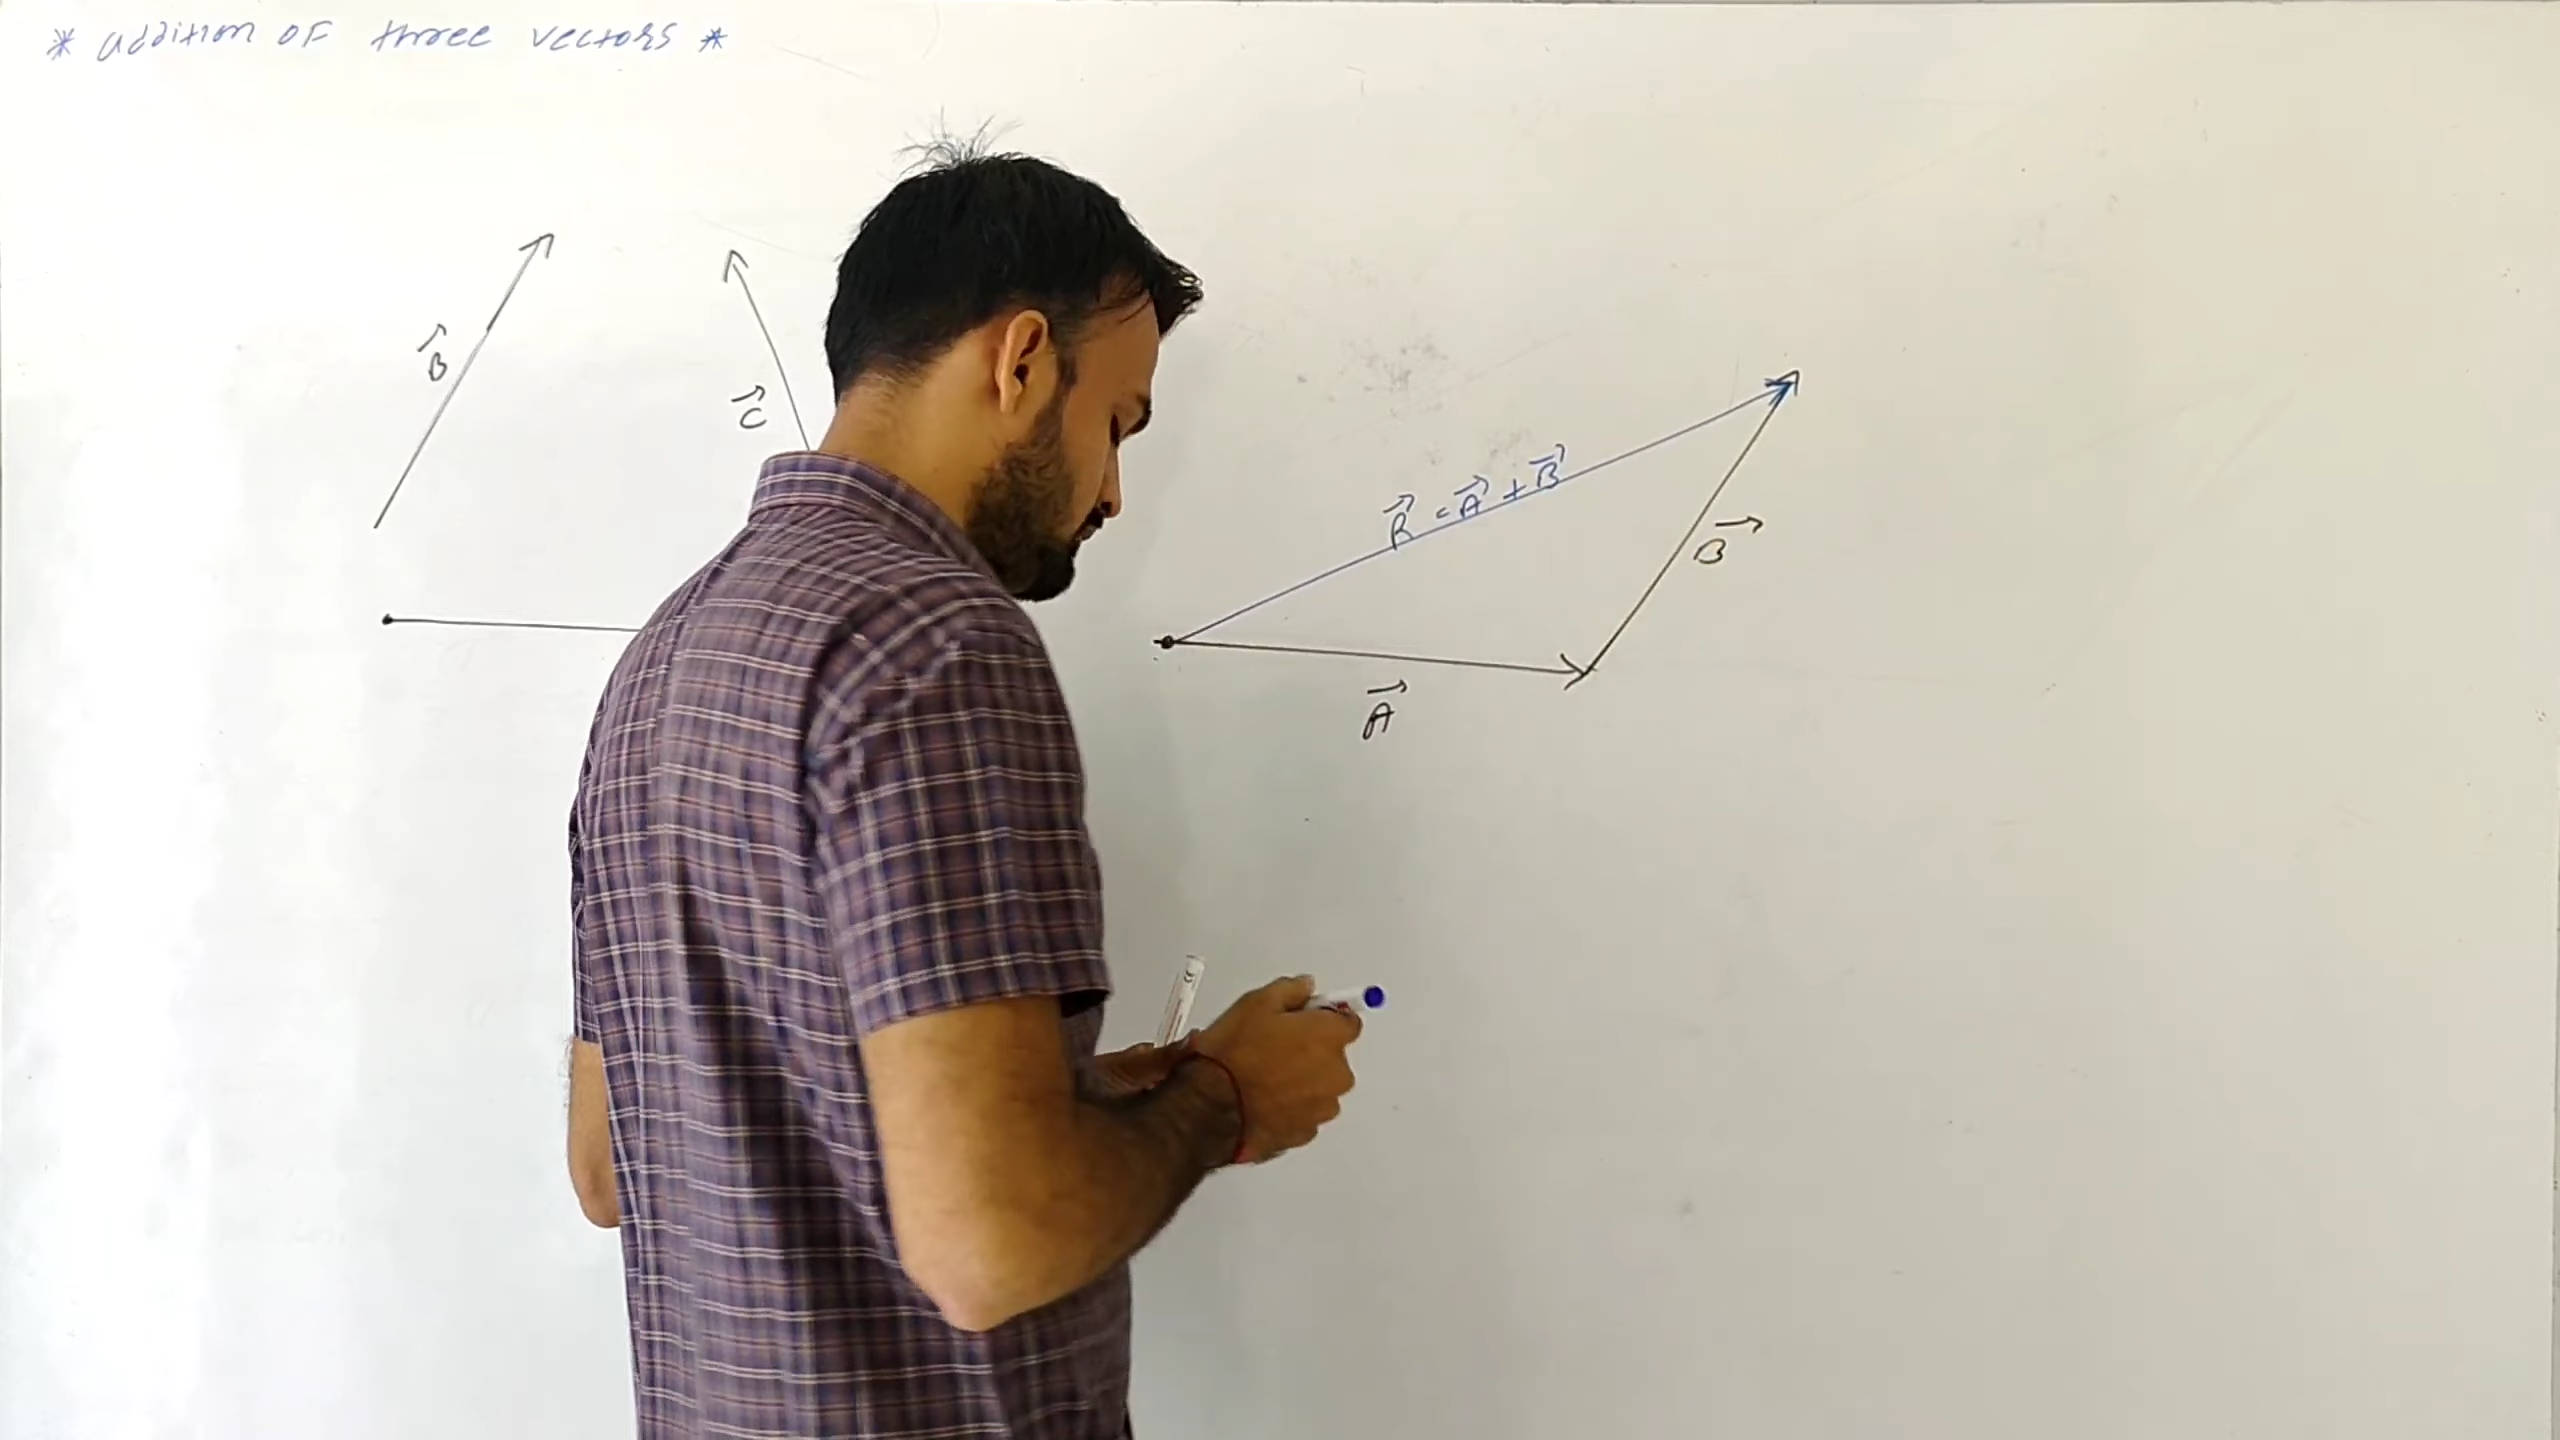 * addition OF three vectors *
B⃗
C⃗
R⃗ = A⃗ + B⃗
B⃗
A⃗